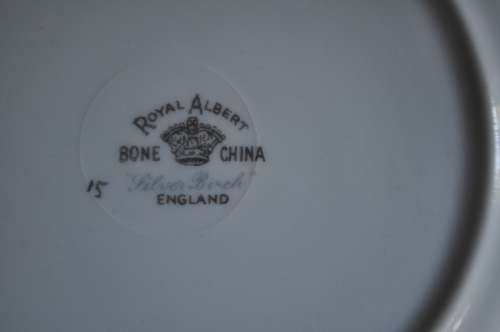 ROYAL ALBERT
BONE CHINA
"Silver Birch"
15
ENGLAND